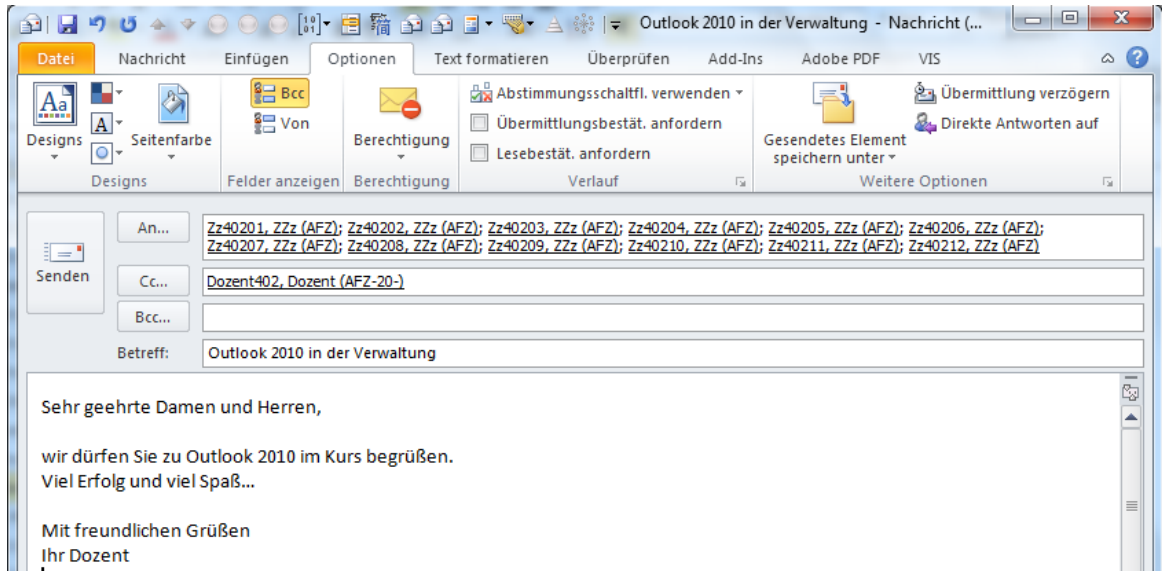 Outlook 2010 in der Verwaltung - Nachricht (...
Datei Nachricht Einfügen Optionen Text formatieren Überprüfen Add-Ins Adobe PDF VIS
Aa Bcc Abstimmungsschaltfl. verwenden Übermittlung verzögern
A Von Übermittlungsbestät. anfordern Direkte Antworten auf
Designs Seitenfarbe Berechtigung Lesebestät. anfordern Gesendetes Element
speichern unter
Designs Felder anzeigen Berechtigung Verlauf Weitere Optionen
An... Zz40201, ZZz (AFZ); Zz40202, ZZz (AFZ); Zz40203, ZZz (AFZ); Zz40204, ZZz (AFZ); Zz40205, ZZz (AFZ); Zz40206, ZZz (AFZ);
Zz40207, ZZz (AFZ); Zz40208, ZZz (AFZ); Zz40209, ZZz (AFZ); Zz40210, ZZz (AFZ); Zz40211, ZZz (AFZ); Zz40212, ZZz (AFZ)
Senden Cc... Dozent402, Dozent (AFZ-20-)
Bcc...
Betreff: Outlook 2010 in der Verwaltung
Sehr geehrte Damen und Herren,
wir dürfen Sie zu Outlook 2010 im Kurs begrüßen.
Viel Erfolg und viel Spaß...
Mit freundlichen Grüßen
Ihr Dozent